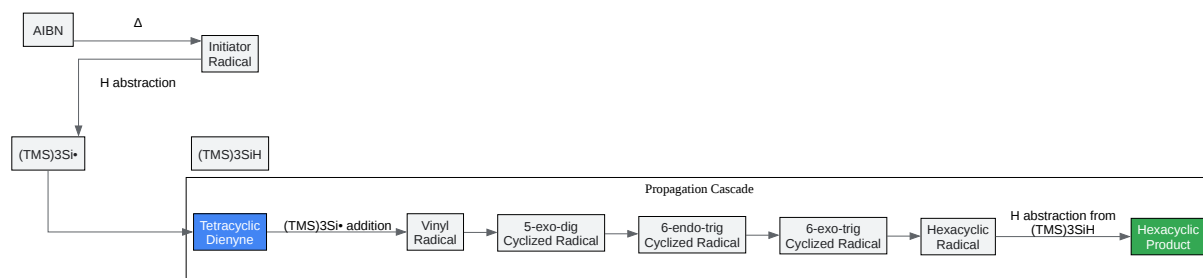 AIBN
Δ
Initiator
Radical
H abstraction
(TMS)3Si•
(TMS)3SiH
Propagation Cascade
Tetracyclic
Dienyne
(TMS)3Si• addition
Vinyl
Radical
5-exo-dig
Cyclized Radical
6-endo-trig
Cyclized Radical
6-exo-trig
Cyclized Radical
Hexacyclic
Radical
H abstraction from
(TMS)3SiH
Hexacyclic
Product